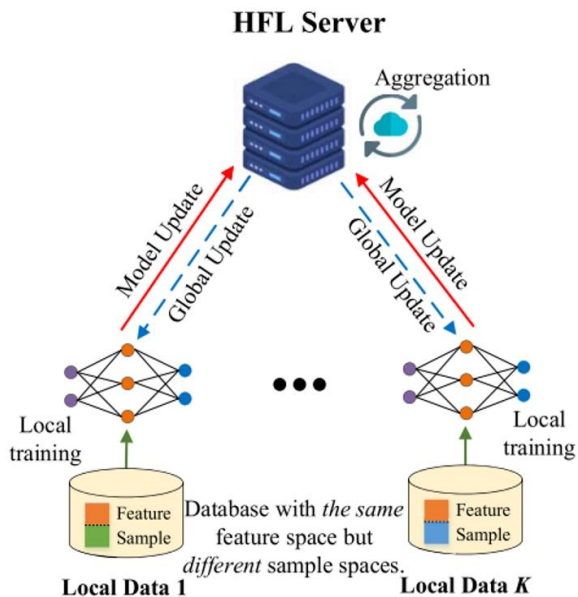 HFL Server
Aggregation
Model Update
Global Update
Model Update
Global Update
Local
training
Local
training
Feature
Sample
Database with the same
feature space but
different sample spaces.
Feature
Sample
Local Data 1
Local Data K